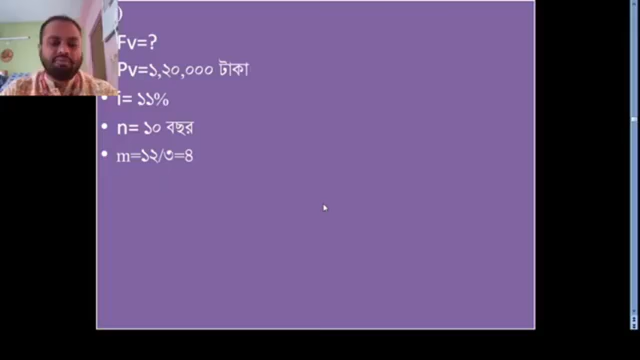 )
Fv=?
Pv=১,২০,০০০ টাকা
i= ১১%
n= ১০ বছর
m=১২/৩=৪